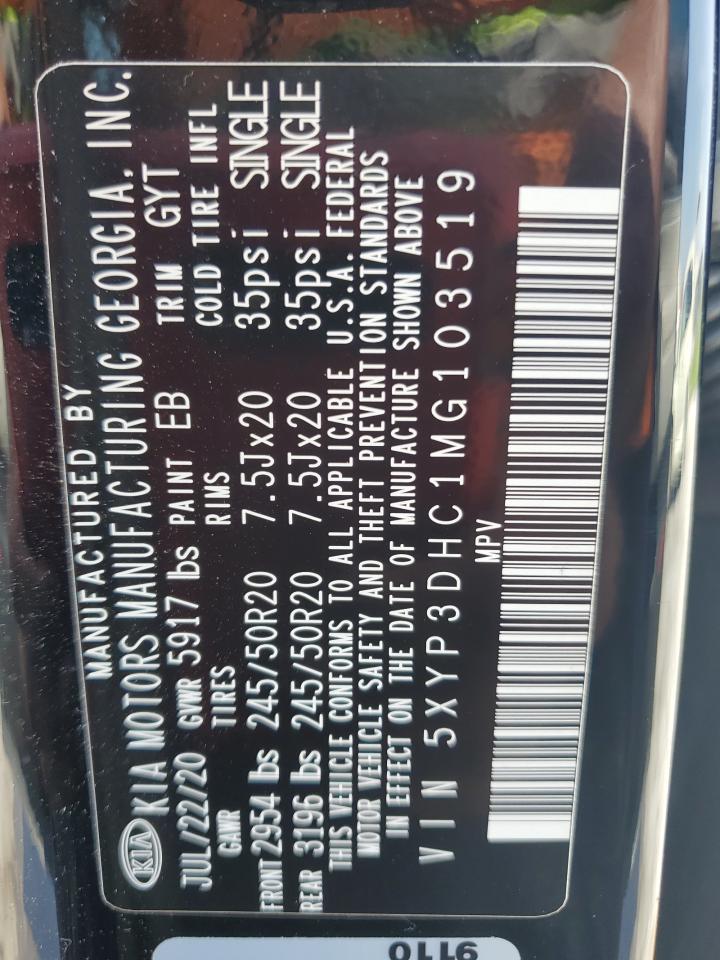 MANUFACTURED BY
KIA KIA MOTORS MANUFACTURING GEORGIA, INC.
JUL/22/20 GVWR 5917 lbs PAINT EB TRIM GYT
GAWR TIRES RIMS COLD TIRE INFL
FRONT 2954 lbs 245/50R20 7.5Jx20 35psi SINGLE
REAR 3196 lbs 245/50R20 7.5Jx20 35psi SINGLE
THIS VEHICLE CONFORMS TO ALL APPLICABLE U.S.A. FEDERAL
MOTOR VEHICLE SAFETY AND THEFT PREVENTION STANDARDS
IN EFFECT ON THE DATE OF MANUFACTURE SHOWN ABOVE
VIN 5XYP3DHC1MG103519
MPV
9110